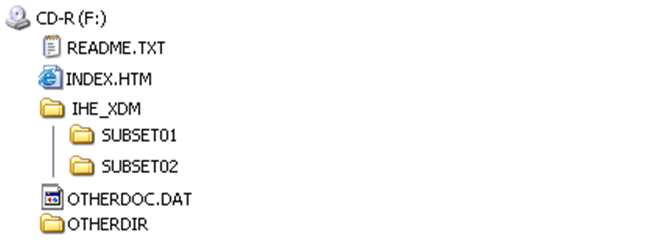 CD-R (F:)
README.TXT
INDEX.HTM
IHE_XDM
SUBSET01
SUBSET02
OTHERDOC.DAT
OTHERDIR